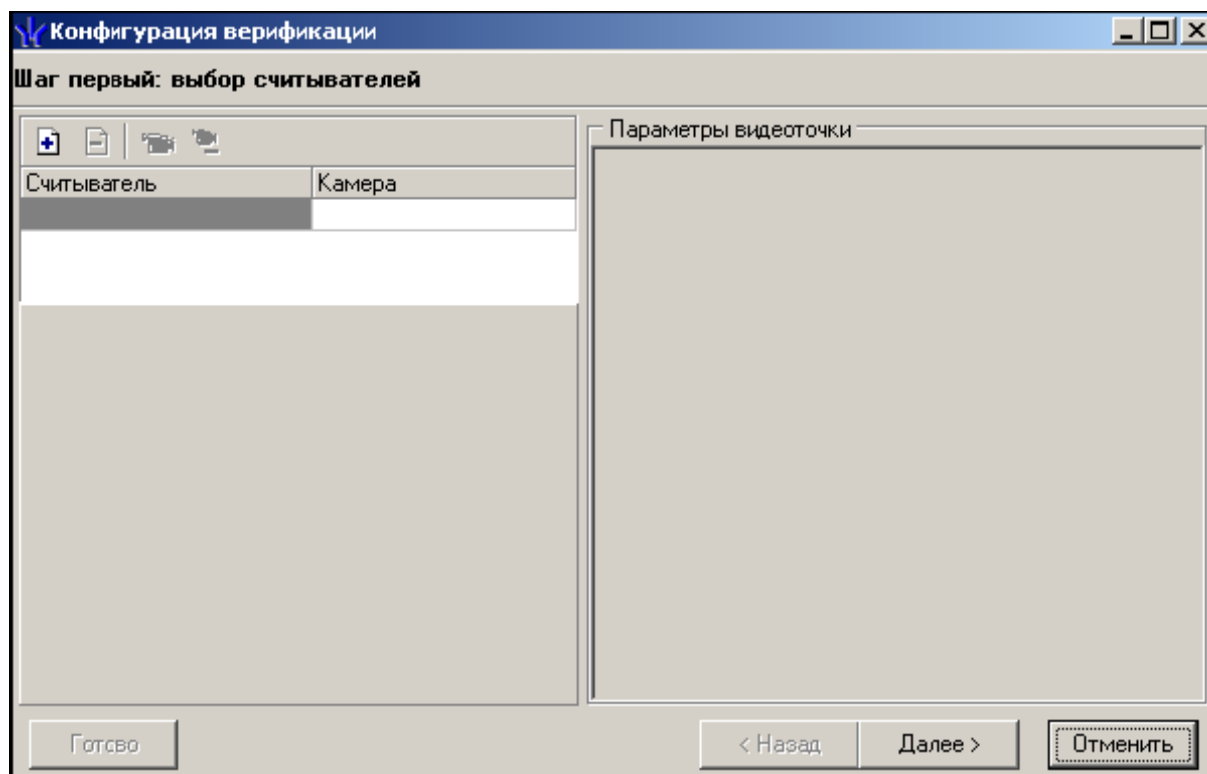 Конфигурация верификации
Шаг первый: выбор считывателей
Параметры видеоточки
Считыватель Камера
Готово < Назад Далее > Отменить